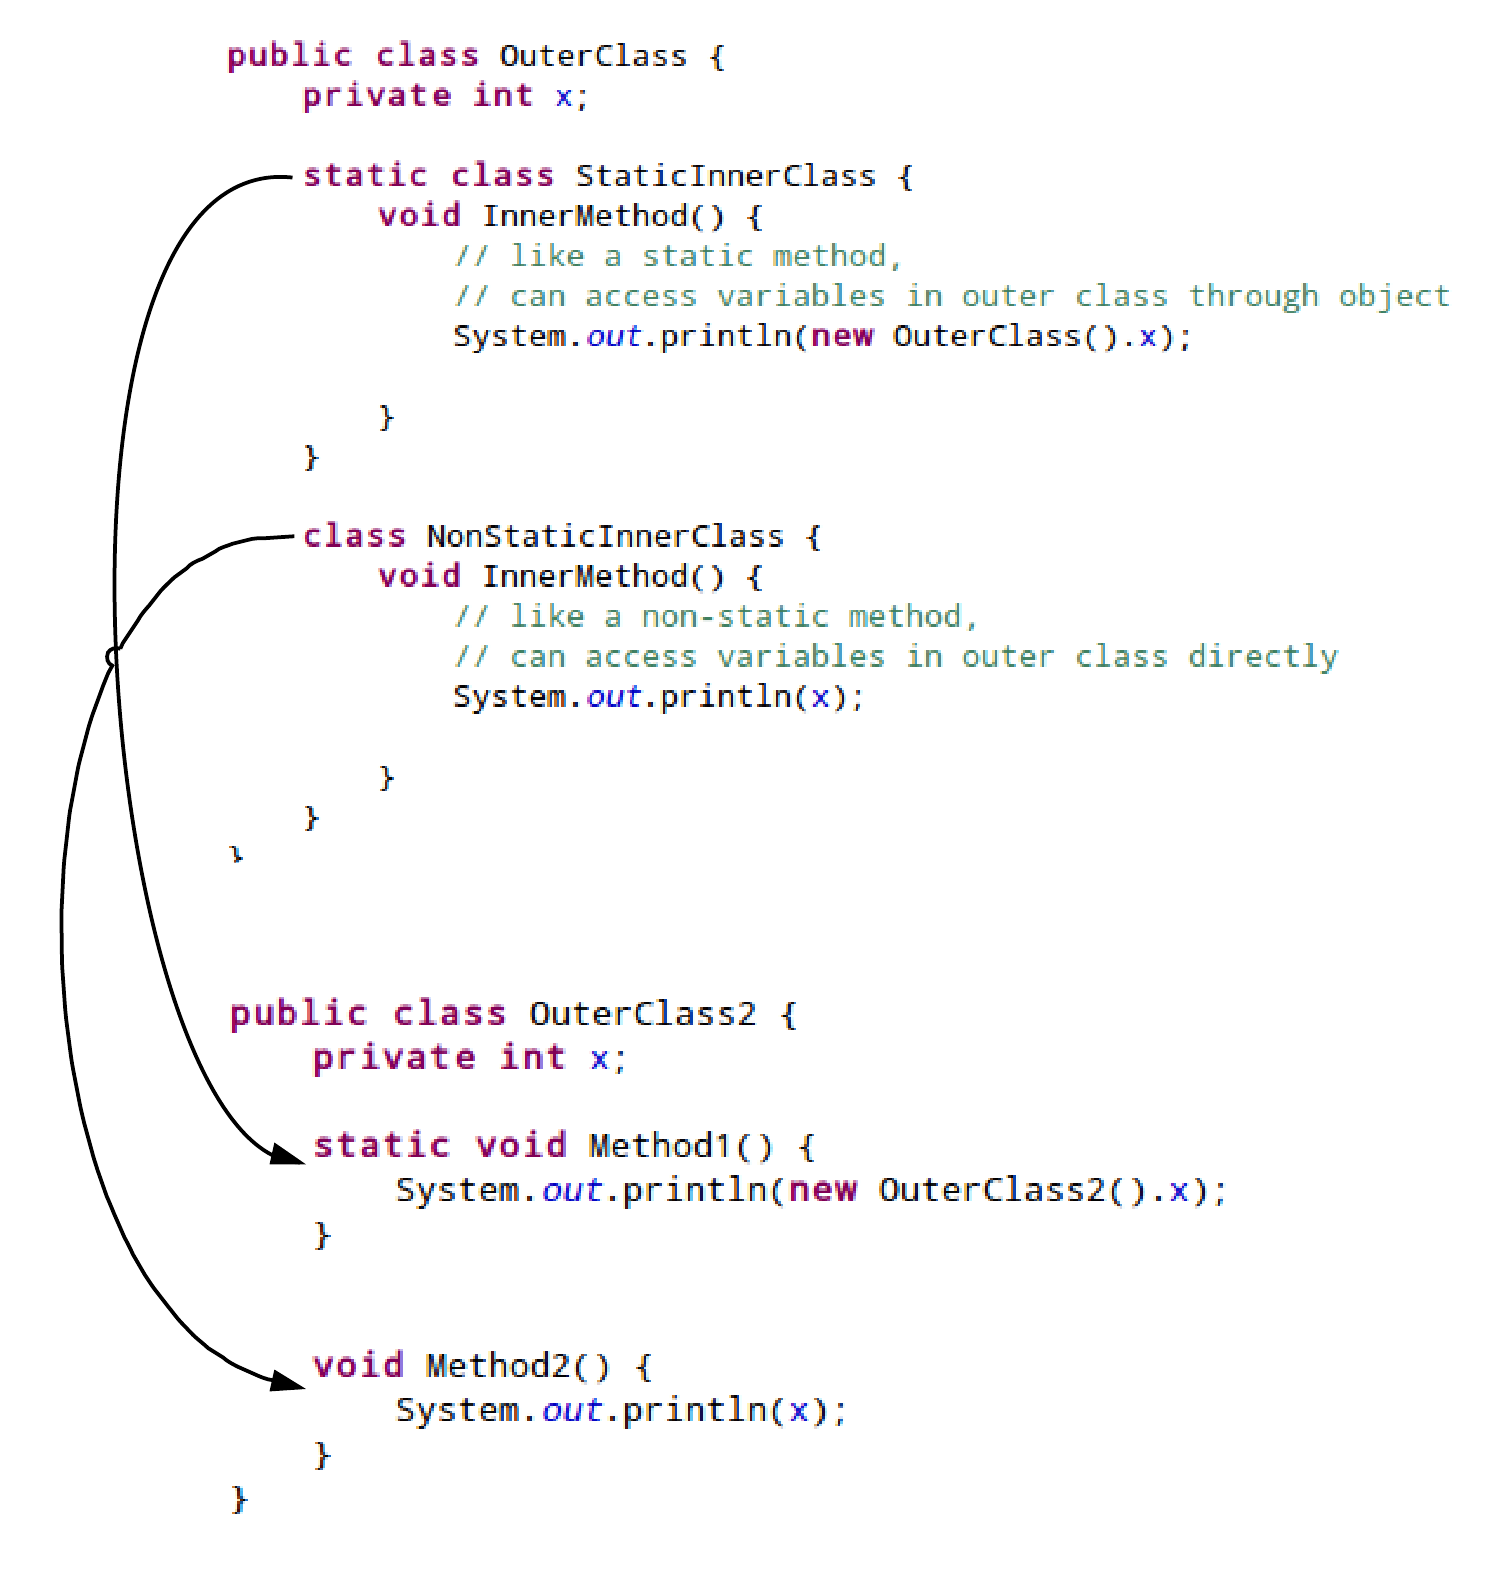 public class OuterClass {
private int x;
static class StaticInnerClass {
void InnerMethod() {
// like a static method,
// can access variables in outer class through object
System.out.println(new OuterClass().x);
}
}
class NonStaticInnerClass {
void InnerMethod() {
// like a non-static method,
// can access variables in outer class directly
System.out.println(x);
}
}
}
public class OuterClass2 {
private int x;
static void Method1() {
System.out.println(new OuterClass2().x);
}
void Method2() {
System.out.println(x);
}
}